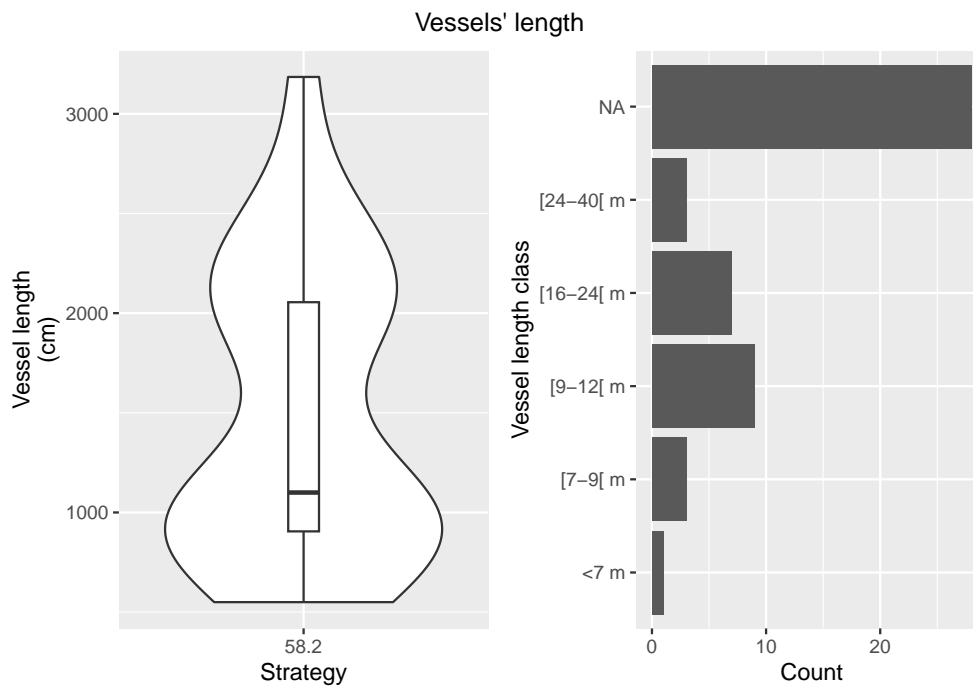 Vessels' length
Vessel length
(cm)
3000
2000
1000
58.2
Strategy
Vessel length class
NA
[24−40[ m
[16−24[ m
[9−12[ m
[7−9[ m
<7 m
0
10
20
Count